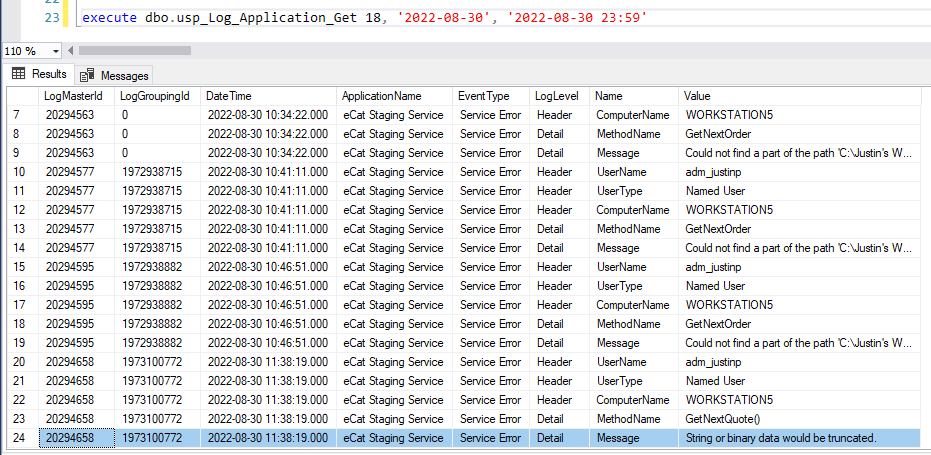 23 execute dbo.usp_Log_Application_Get 18, '2022-08-30', '2022-08-30 23:59'
110 %
Results Messages
LogMasterId LogGroupingId DateTime ApplicationName EventType LogLevel Name Value
7 20294563 0 2022-08-30 10:34:22.000 eCat Staging Service Service Error Header ComputerName WORKSTATION5
8 20294563 0 2022-08-30 10:34:22.000 eCat Staging Service Service Error Detail MethodName GetNextOrder
9 20294563 0 2022-08-30 10:34:22.000 eCat Staging Service Service Error Detail Message Could not find a part of the path 'C:\Justin's W...
10 20294577 1972938715 2022-08-30 10:41:11.000 eCat Staging Service Service Error Header UserName adm_justinp
11 20294577 1972938715 2022-08-30 10:41:11.000 eCat Staging Service Service Error Header UserType Named User
12 20294577 1972938715 2022-08-30 10:41:11.000 eCat Staging Service Service Error Header ComputerName WORKSTATION5
13 20294577 1972938715 2022-08-30 10:41:11.000 eCat Staging Service Service Error Detail MethodName GetNextOrder
14 20294577 1972938715 2022-08-30 10:41:11.000 eCat Staging Service Service Error Detail Message Could not find a part of the path 'C:\Justin's W...
15 20294595 1972938882 2022-08-30 10:46:51.000 eCat Staging Service Service Error Header UserName adm_justinp
16 20294595 1972938882 2022-08-30 10:46:51.000 eCat Staging Service Service Error Header UserType Named User
17 20294595 1972938882 2022-08-30 10:46:51.000 eCat Staging Service Service Error Header ComputerName WORKSTATION5
18 20294595 1972938882 2022-08-30 10:46:51.000 eCat Staging Service Service Error Detail MethodName GetNextOrder
19 20294595 1972938882 2022-08-30 10:46:51.000 eCat Staging Service Service Error Detail Message Could not find a part of the path 'C:\Justin's W...
20 20294658 1973100772 2022-08-30 11:38:19.000 eCat Staging Service Service Error Header UserName adm_justinp
21 20294658 1973100772 2022-08-30 11:38:19.000 eCat Staging Service Service Error Header UserType Named User
22 20294658 1973100772 2022-08-30 11:38:19.000 eCat Staging Service Service Error Header ComputerName WORKSTATION5
23 20294658 1973100772 2022-08-30 11:38:19.000 eCat Staging Service Service Error Detail MethodName GetNextQuote()
24 20294658 1973100772 2022-08-30 11:38:19.000 eCat Staging Service Service Error Detail Message String or binary data would be truncated.